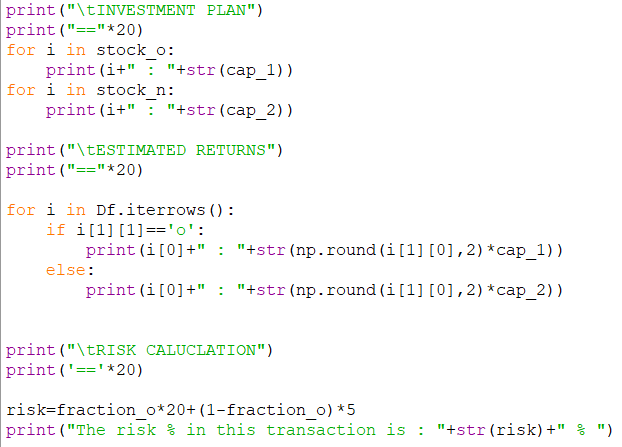 print("\tINVESTMENT PLAN")
print("=="*20)
for i in stock_o:
    print(i+" : "+str(cap_1))
for i in stock_n:
    print(i+" : "+str(cap_2))
print("\tESTIMATED RETURNS")
print("=="*20)
for i in Df.iterrows():
    if i[1][1]=='o':
        print(i[0]+" : "+str(np.round(i[1][0],2)*cap_1))
    else:
        print(i[0]+" : "+str(np.round(i[1][0],2)*cap_2))
print("\tRISK CALUCLATION")
print('=='*20)
risk=fraction_o*20+(1-fraction_o)*5
print("The risk % in this transaction is : "+str(risk)+" % ")